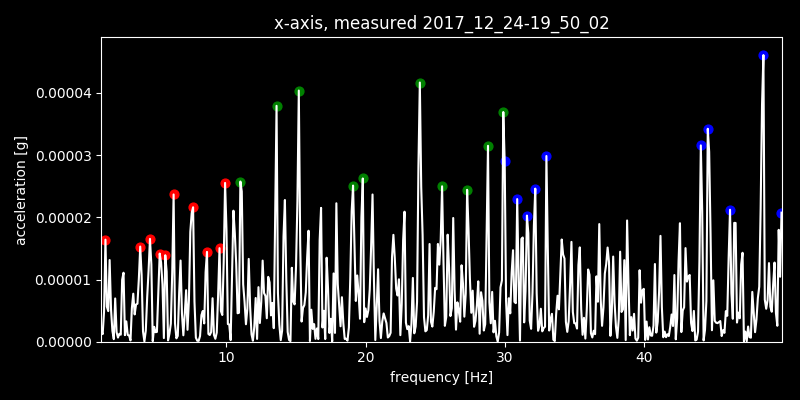 x-axis, measured 2017_12_24-19_50_02
0.00004
0.00003
0.00002
0.00001
0.00000
acceleration [g]
10 20 30 40
frequency [Hz]